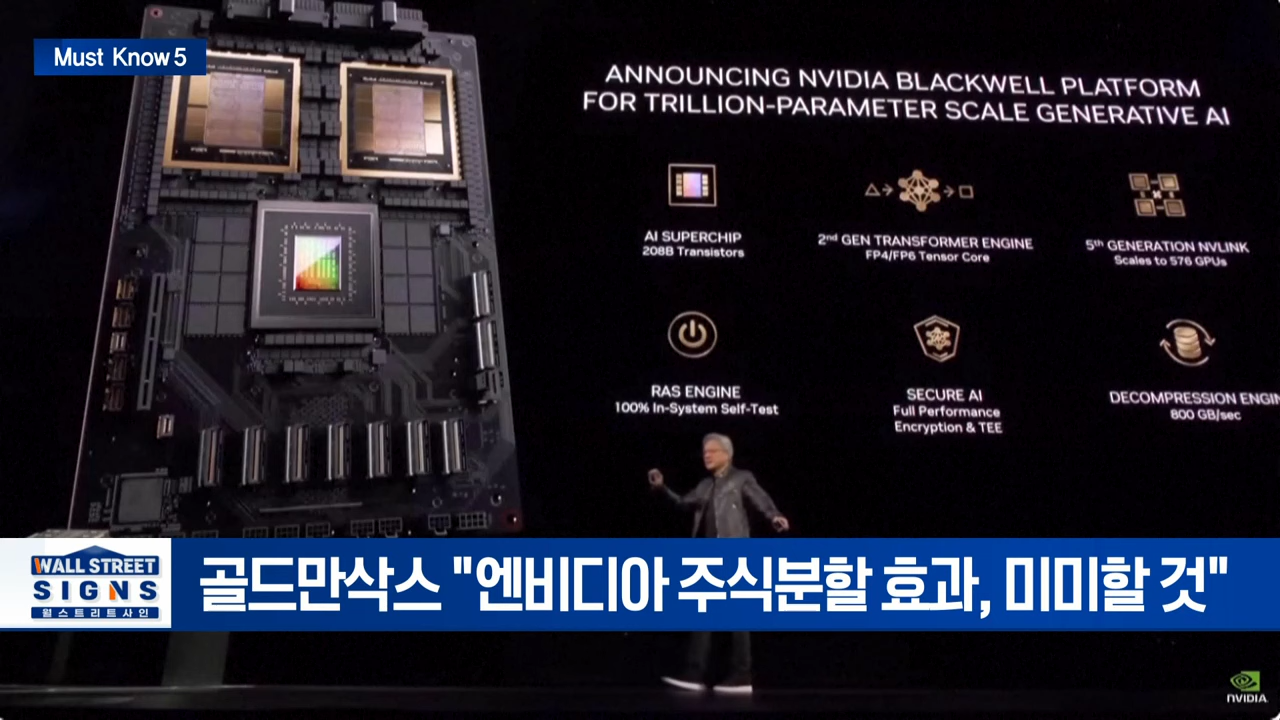 Must Know 5
ANNOUNCING NVIDIA BLACKWELL PLATFORM
FOR TRILLION-PARAMETER SCALE GENERATIVE AI
AI SUPERCHIP
208B Transistors
2nd GEN TRANSFORMER ENGINE
FP4/FP6 Tensor Core
5th GENERATION NVLINK
Scales to 576 GPUs
RAS ENGINE
100% In-System Self-Test
SECURE AI
Full Performance
Encryption & TEE
DECOMPRESSION ENGIN
800 GB/sec
WALL STREET
SIGNS
월스트리트사인
골드만삭스 "엔비디아 주식분할 효과, 미미할 것"
NVIDIA